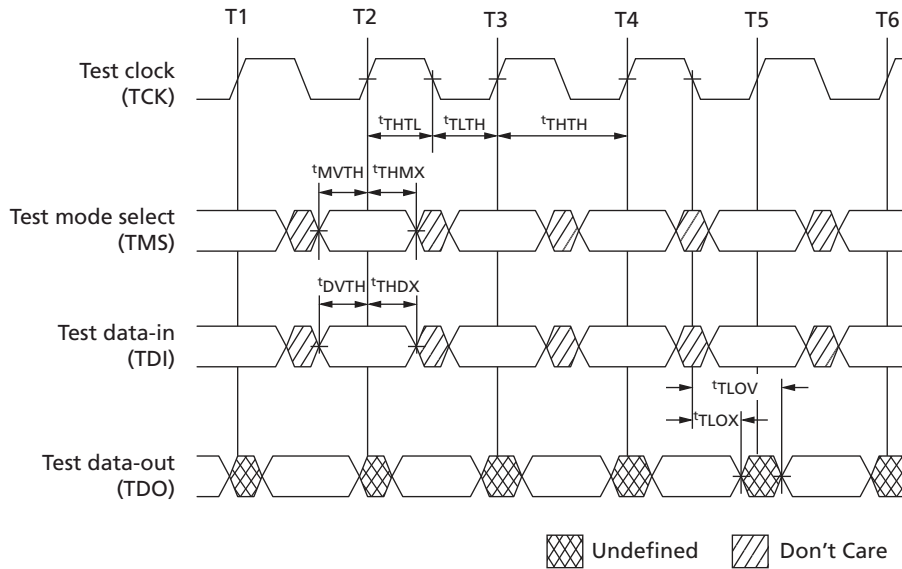 T1 T2 T3 T4 T5 T6
Test clock
(TCK)
tTHTL tTLTH tTHTH
tMVTH tTHMX
Test mode select
(TMS)
tDVTH tTHDX
Test data-in
(TDI)
tTLOV
tTLOX
Test data-out
(TDO)
Undefined Don't Care